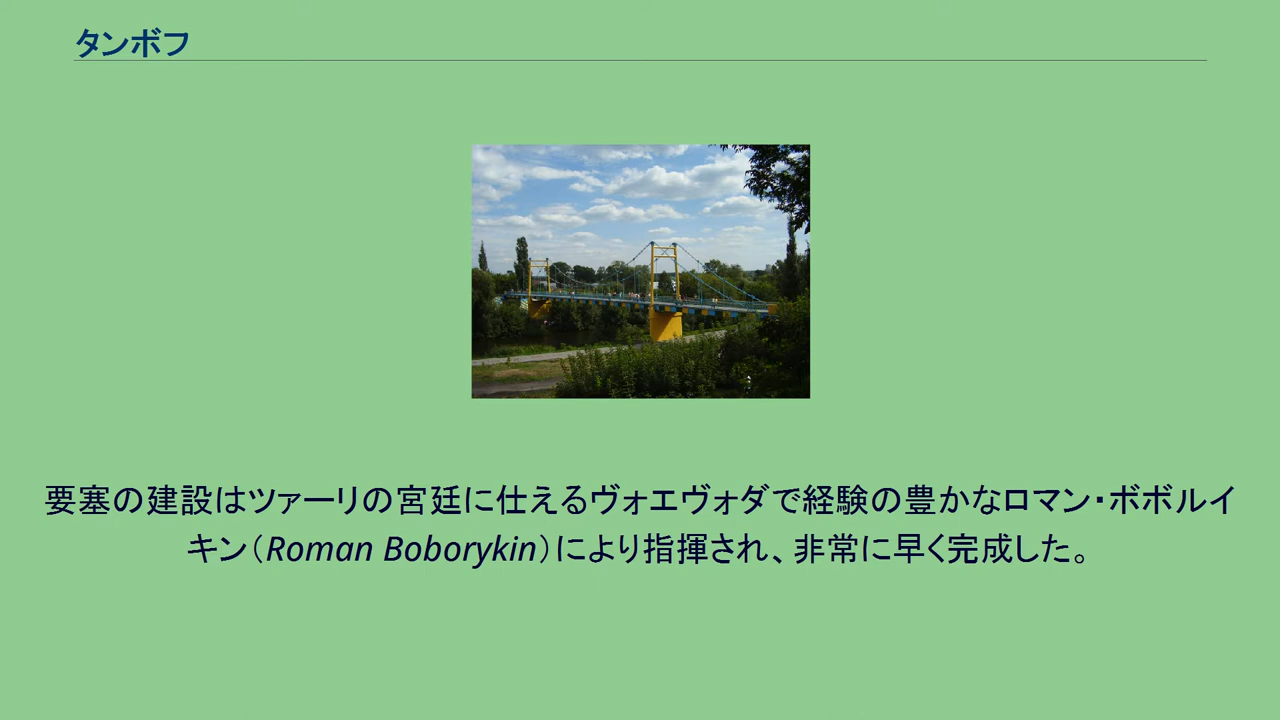 タンボフ
要塞の建設はツァーリの宮廷に仕えるヴォエヴォダで経験の豊かなロマン・ボボルイ
キン（Roman Boborykin）により指揮され、非常に早く完成した。